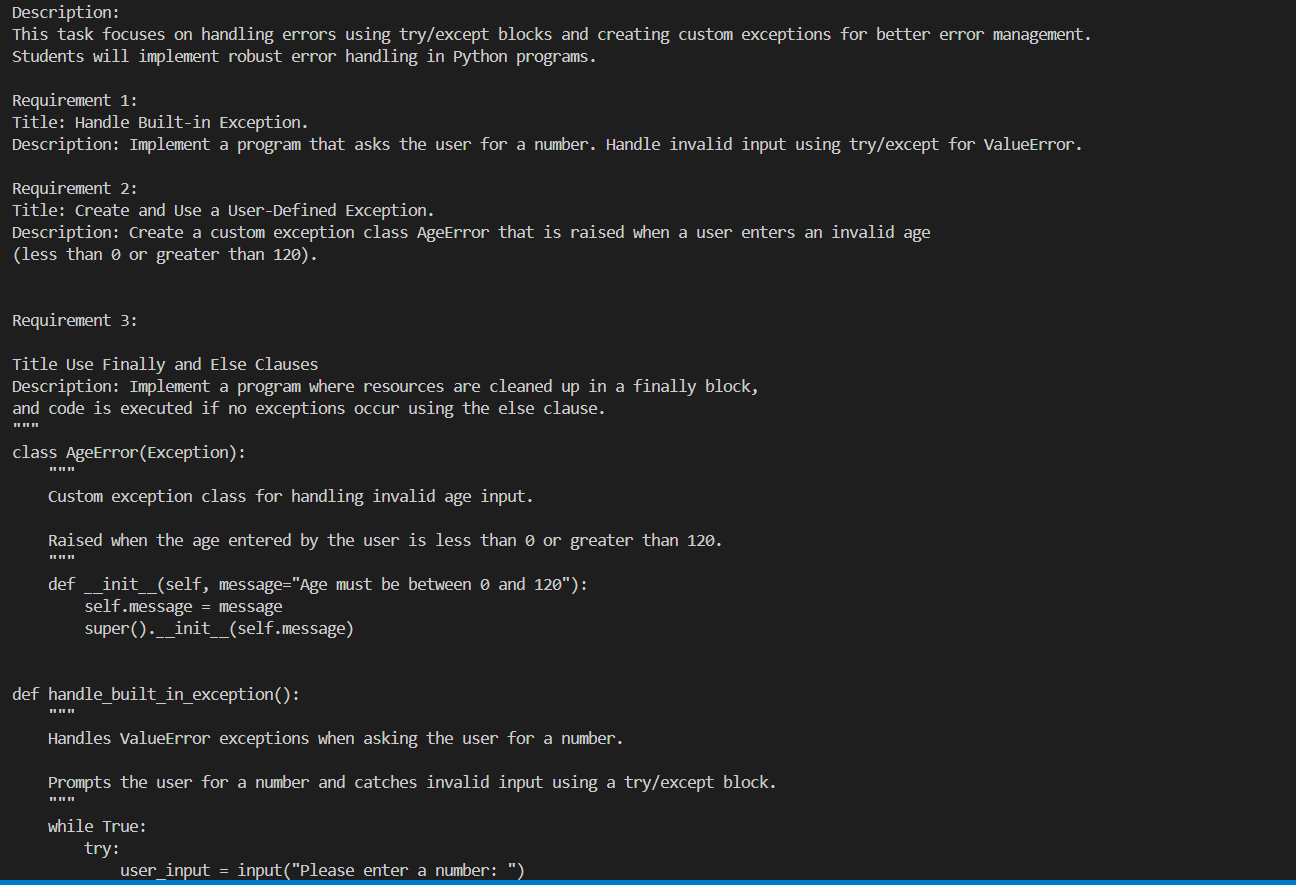 Description:
This task focuses on handling errors using try/except blocks and creating custom exceptions for better error management.
Students will implement robust error handling in Python programs.
Requirement 1:
Title: Handle Built-in Exception.
Description: Implement a program that asks the user for a number. Handle invalid input using try/except for ValueError.
Requirement 2:
Title: Create and Use a User-Defined Exception.
Description: Create a custom exception class AgeError that is raised when a user enters an invalid age
(less than 0 or greater than 120).
Requirement 3:
Title Use Finally and Else Clauses
Description: Implement a program where resources are cleaned up in a finally block,
and code is executed if no exceptions occur using the else clause.
"""
class AgeError(Exception):
    """
    Custom exception class for handling invalid age input.
    Raised when the age entered by the user is less than 0 or greater than 120.
    """
    def __init__(self, message="Age must be between 0 and 120"):
        self.message = message
        super().__init__(self.message)
def handle_built_in_exception():
    """
    Handles ValueError exceptions when asking the user for a number.
    Prompts the user for a number and catches invalid input using a try/except block.
    """
    while True:
        try:
            user_input = input("Please enter a number: ")